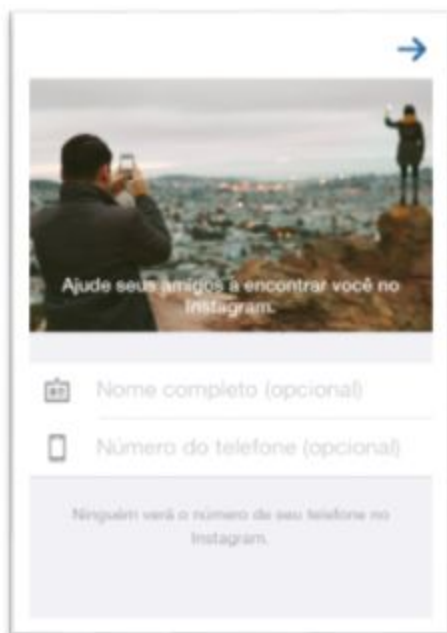 Ajude seus amigos a encontrar você no
Instagram.
Nome completo (opcional)
Número do telefone (opcional)
Ninguém verá o número de seu telefone no
Instagram.